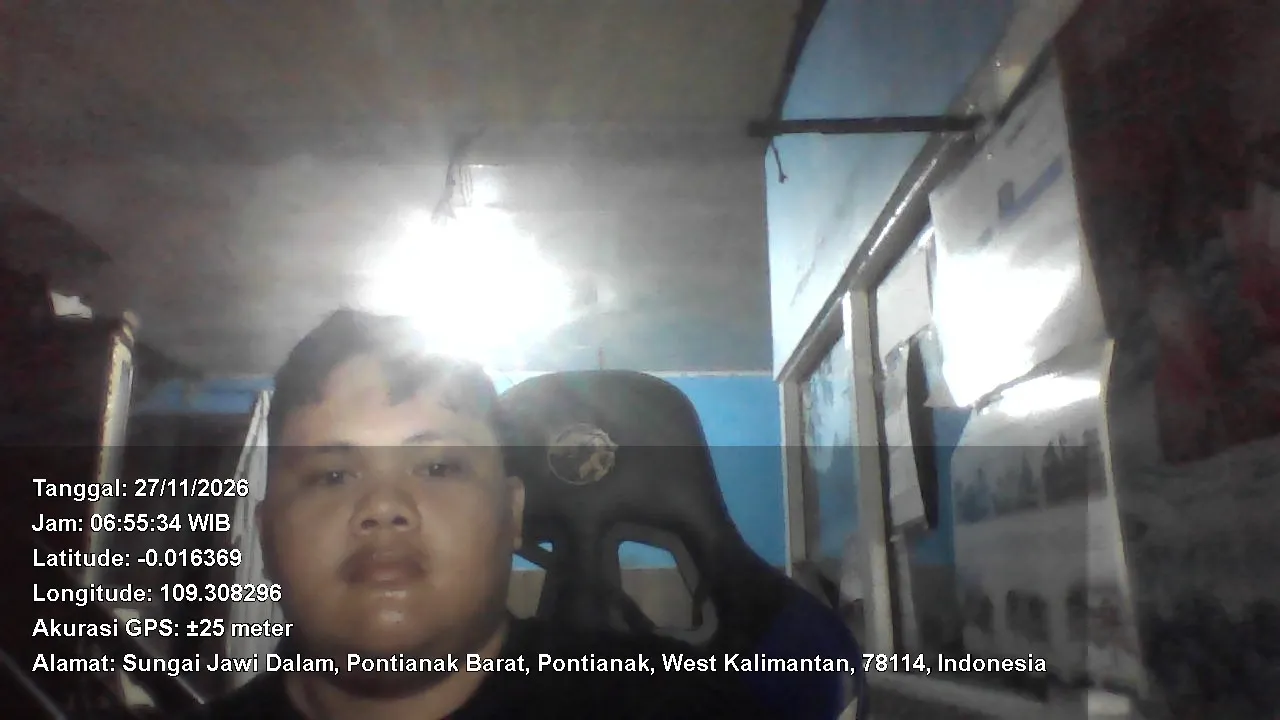 Tanggal: 27/11/2026
Jam: 06:55:34 WIB
Latitude: -0.016369
Longitude: 109.308296
Akurasi GPS: ±25 meter
Alamat: Sungai Jawi Dalam, Pontianak Barat, Pontianak, West Kalimantan, 78114, Indonesia